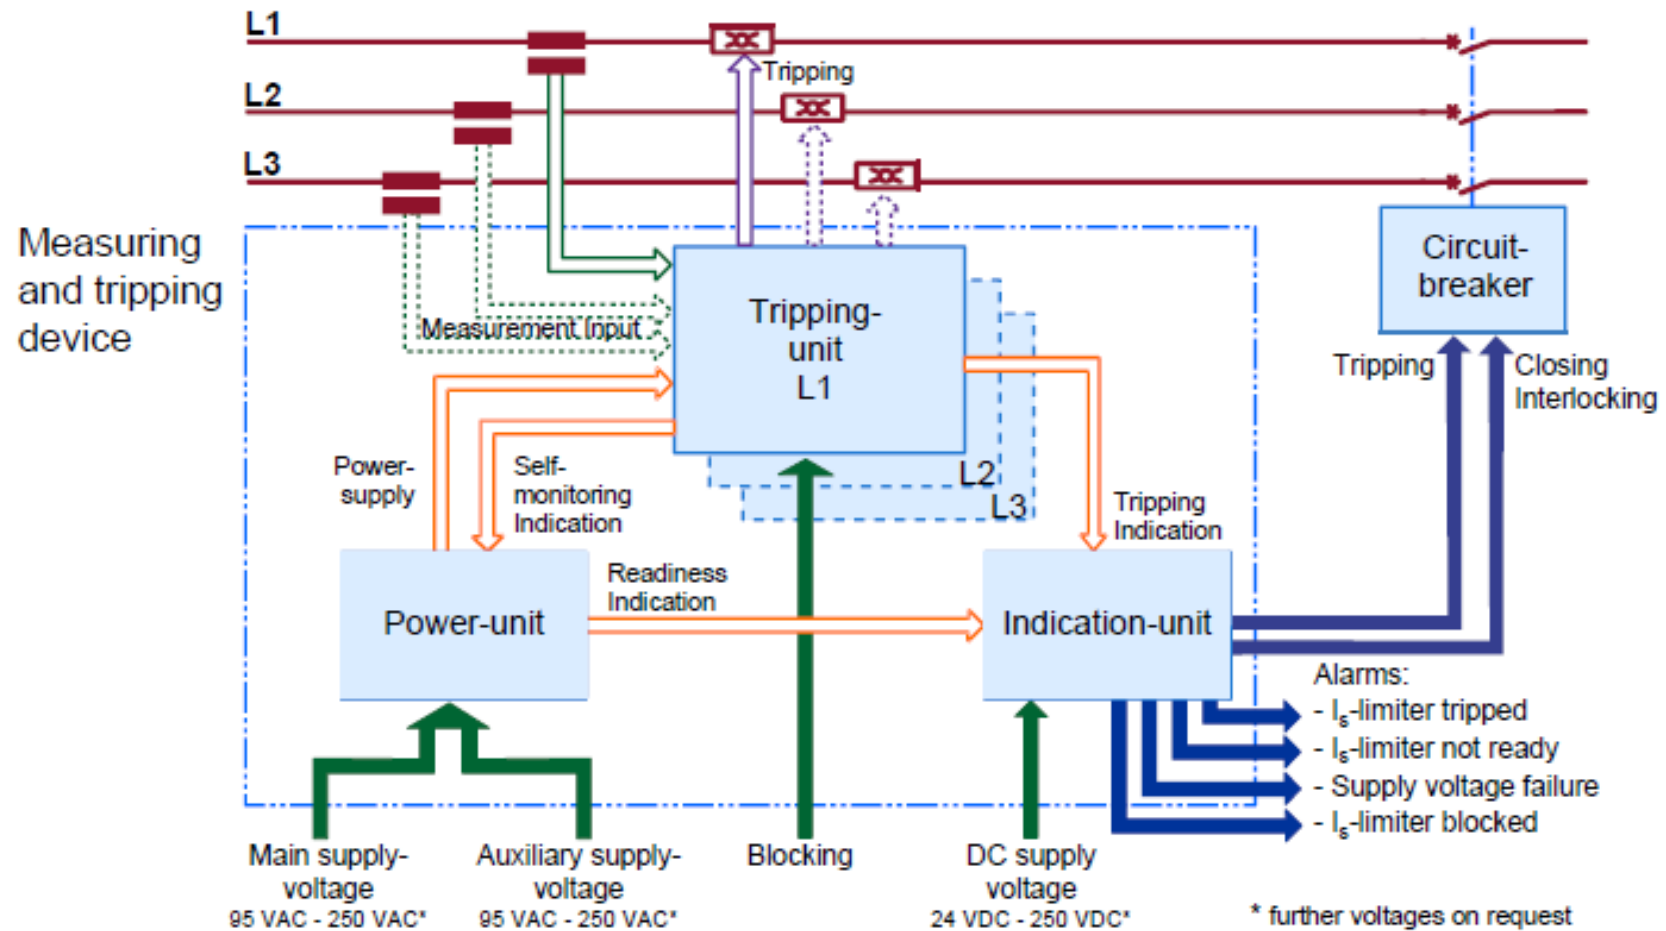 L1
Tripping
L2
L3
Measuring
and tripping
device
Circuit-
breaker
Tripping-
unit
L1
Measurement Input
Tripping
Closing
Interlocking
Power-
supply
Self-
monitoring
Indication
L2
L3
Tripping
Indication
Readiness
Indication
Power-unit
Indication-unit
Alarms:
- Is-limiter tripped
- Is-limiter not ready
- Supply voltage failure
- Is-limiter blocked
Main supply-
voltage
95 VAC - 250 VAC*
Auxiliary supply-
voltage
95 VAC - 250 VAC*
Blocking
DC supply
voltage
24 VDC - 250 VDC*
* further voltages on request